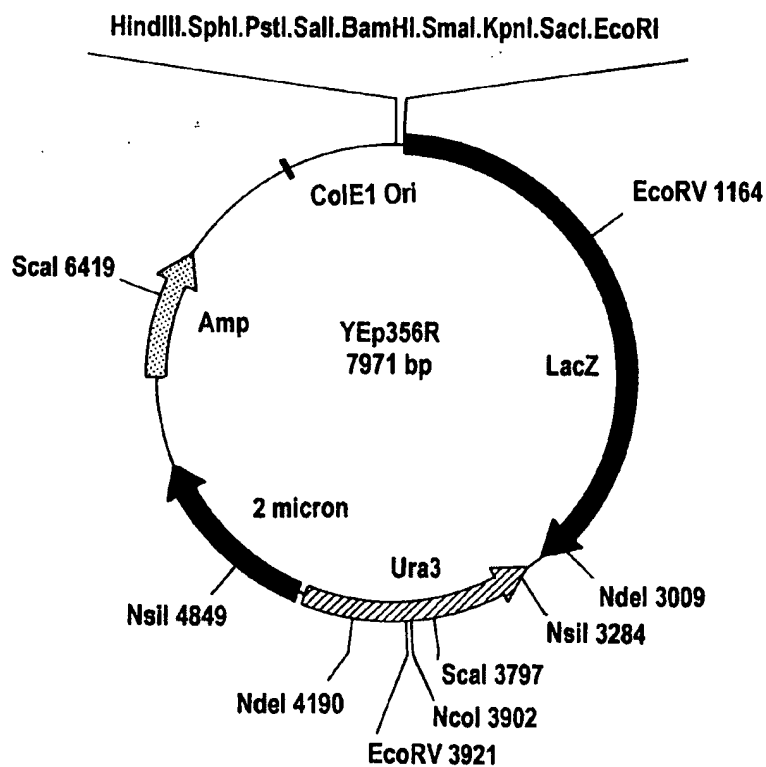 HindIII.SphI.PstI.SalI.BamHI.SmaI.KpnI.SacI.EcoRI
ColE1 Ori
EcoRV 1164
ScaI 6419
Amp
YEp356R
7971 bp
LacZ
2 micron
Ura3
NdeI 3009
NsiI 4849
NsiI 3284
ScaI 3797
NdeI 4190
NcoI 3902
EcoRV 3921